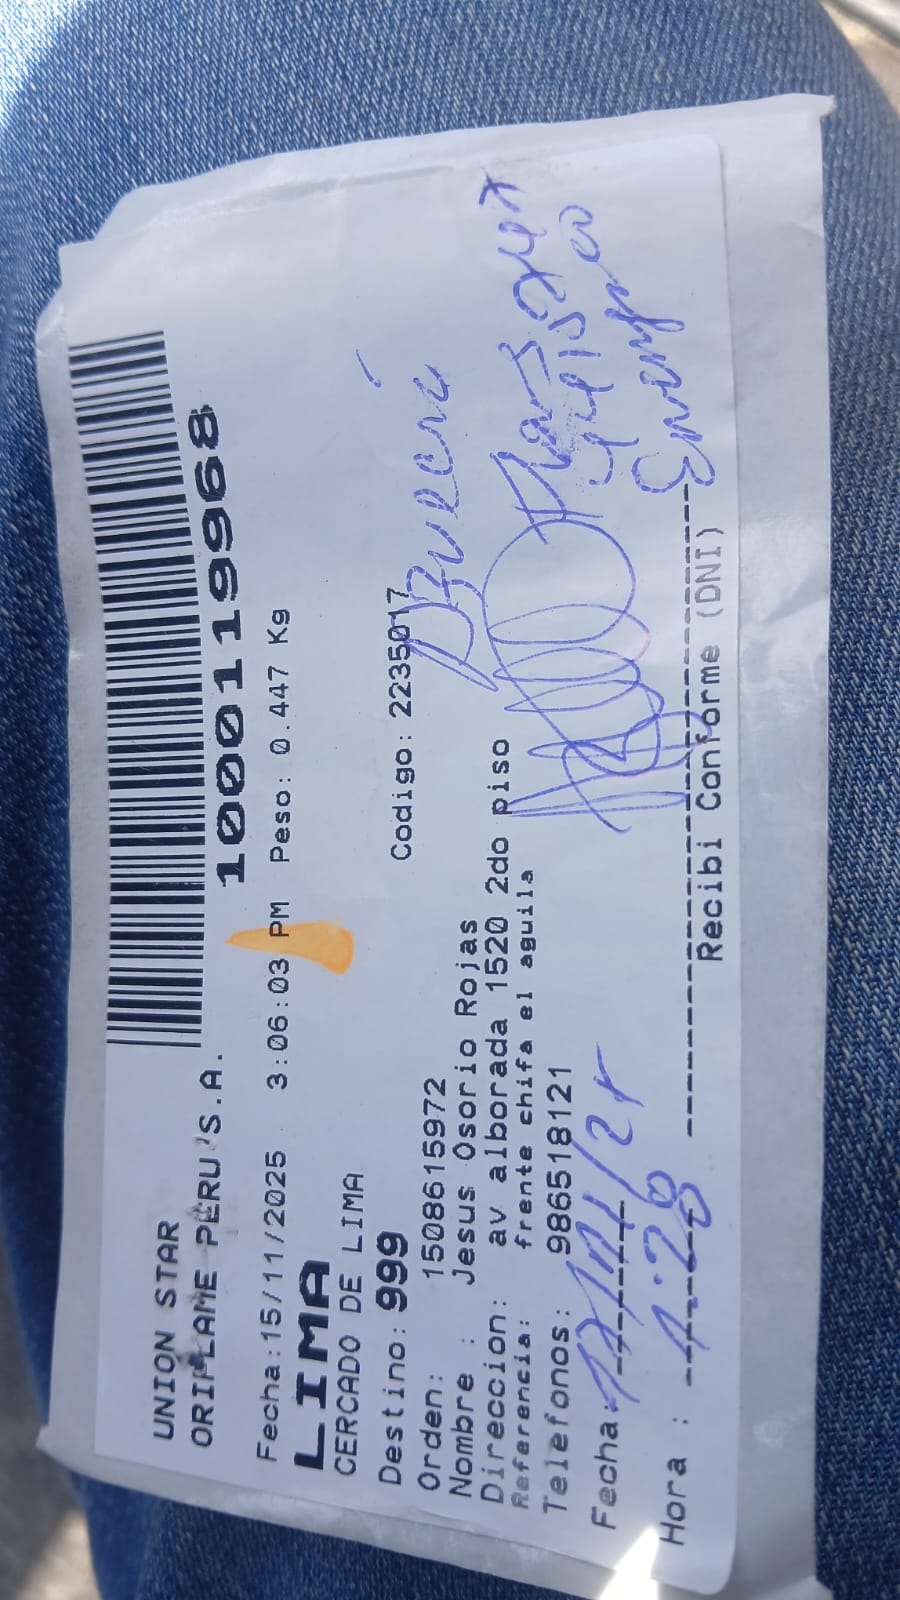 UNION STAR
ORIFLAME PERU S.A.
1000119968
Fecha:15/11/2025 3:06:03 PM Peso: 0.447 Kg
LIMA
CERCADO DE LIMA
Destino: 999 Codigo: 2235017
Orden: 1508615972
Nombre : Jesus Osorio Rojas
Direccion: av alborada 1520 2do piso
Referencia: frente chifa el aguila
Telefonos: 986518121
Fecha
Hora : 1:28
Recibi Conforme (DNI)